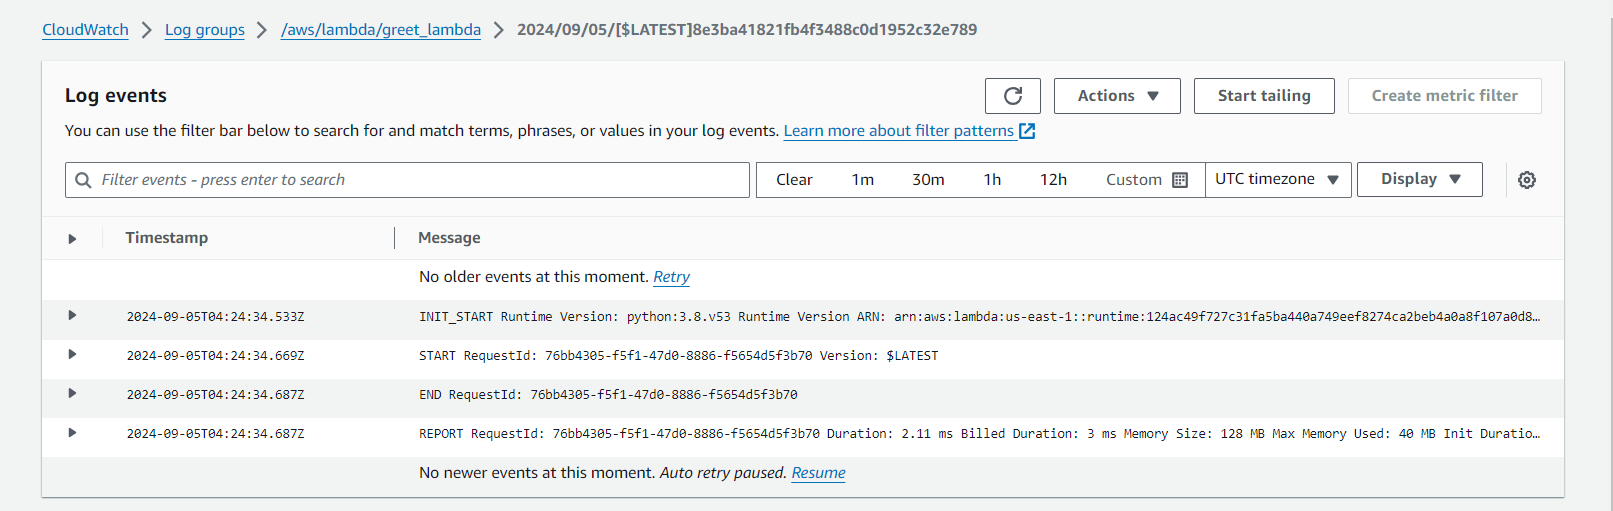 CloudWatch > Log groups > /aws/lambda/greet_lambda > 2024/09/05/[$LATEST]8e3ba41821fb4f3488c0d1952c32e789
Log events
Actions
Start tailing
Create metric filter
You can use the filter bar below to search for and match terms, phrases, or values in your log events. Learn more about filter patterns
Filter events - press enter to search
Clear 1m 30m 1h 12h Custom
UTC timezone
Display
Timestamp Message
No older events at this moment. Retry
2024-09-05T04:24:34.533Z INIT_START Runtime Version: python:3.8.v53 Runtime Version ARN: arn:aws:lambda:us-east-1::runtime:124ac49f727c31fa5ba440a749eef8274ca2beb4a0a8f107a0d8…
2024-09-05T04:24:34.669Z START RequestId: 76bb4305-f5f1-47d0-8886-f5654d5f3b70 Version: $LATEST
2024-09-05T04:24:34.687Z END RequestId: 76bb4305-f5f1-47d0-8886-f5654d5f3b70
2024-09-05T04:24:34.687Z REPORT RequestId: 76bb4305-f5f1-47d0-8886-f5654d5f3b70 Duration: 2.11 ms Billed Duration: 3 ms Memory Size: 128 MB Max Memory Used: 40 MB Init Duratio…
No newer events at this moment. Auto retry paused. Resume